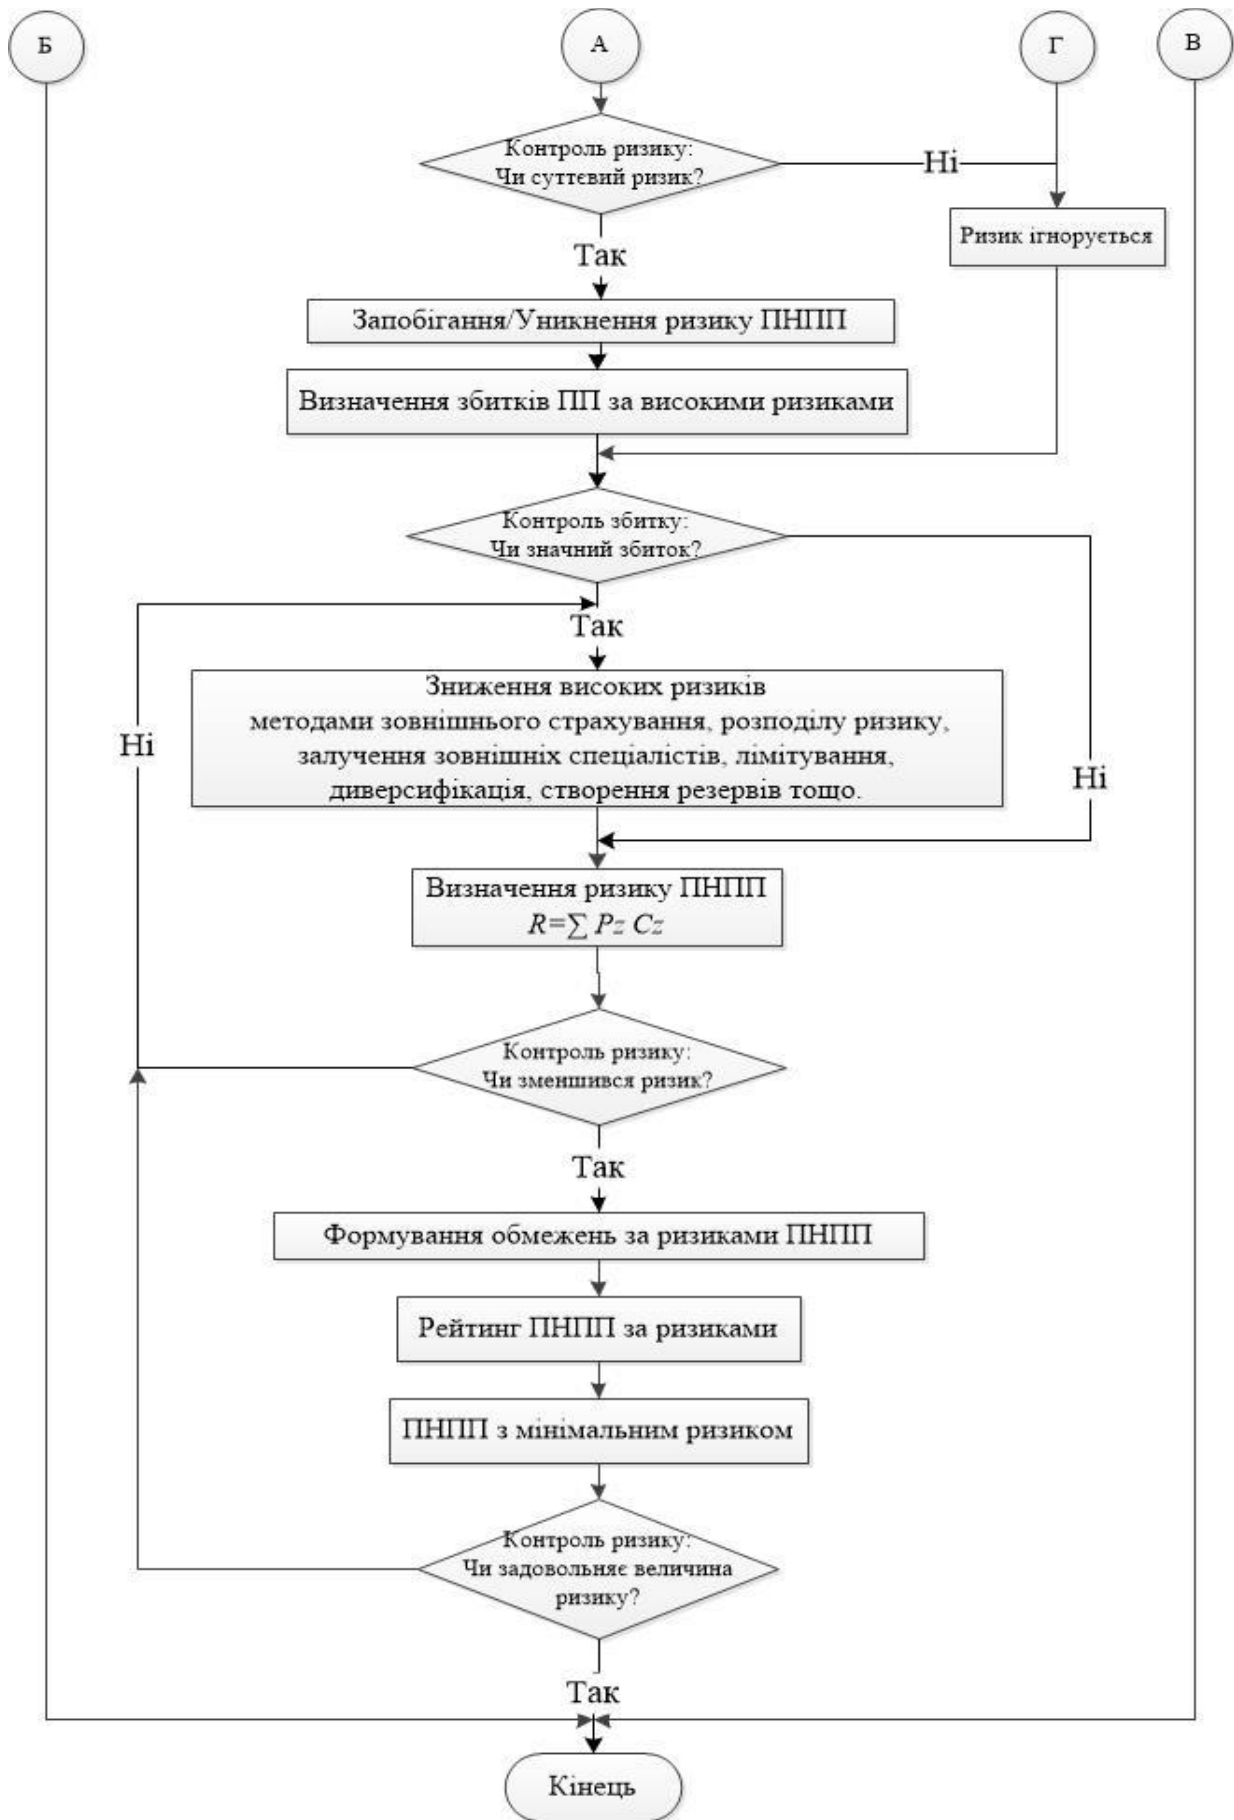 Б
А
Г
В
Контроль ризику:
Чи суттєвий ризик?
Ні
Ризик ігнорується
Так
Запобігання/Уникнення ризику ПНПП
Визначення збитків ПП за високими ризиками
Контроль збитку:
Чи значний збиток?
Так
Зниження високих ризиків
методами зовнішнього страхування, розподілу ризику,
залучення зовнішніх спеціалістів, лімітування,
диверсифікація, створення резервів тощо.
Ні
Ні
Визначення ризику ПНПП
R=∑ Pz Cz
Контроль ризику:
Чи зменшився ризик?
Так
Формування обмежень за ризиками ПНПП
Рейтинг ПНПП за ризиками
ПНПП з мінімальним ризиком
Контроль ризику:
Чи задовольняє величина
ризику?
Так
Кінець